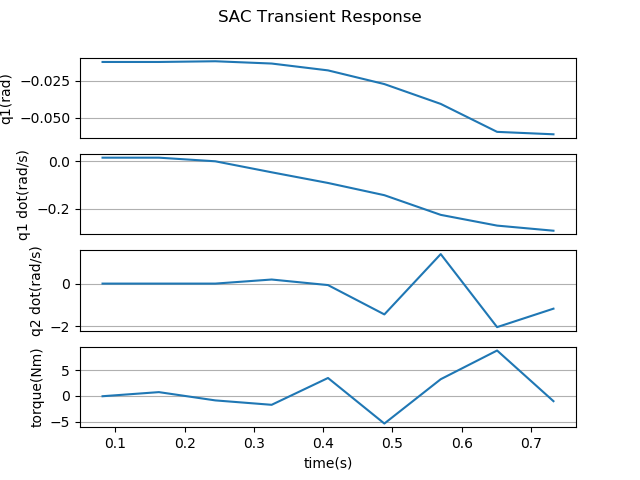 SAC Transient Response
q1(rad)
−0.025
−0.050
q1 dot(rad/s)
0.0
−0.2
q2 dot(rad/s)
0
−2
torque(Nm)
5
0
−5
0.1 0.2 0.3 0.4 0.5 0.6 0.7
time(s)